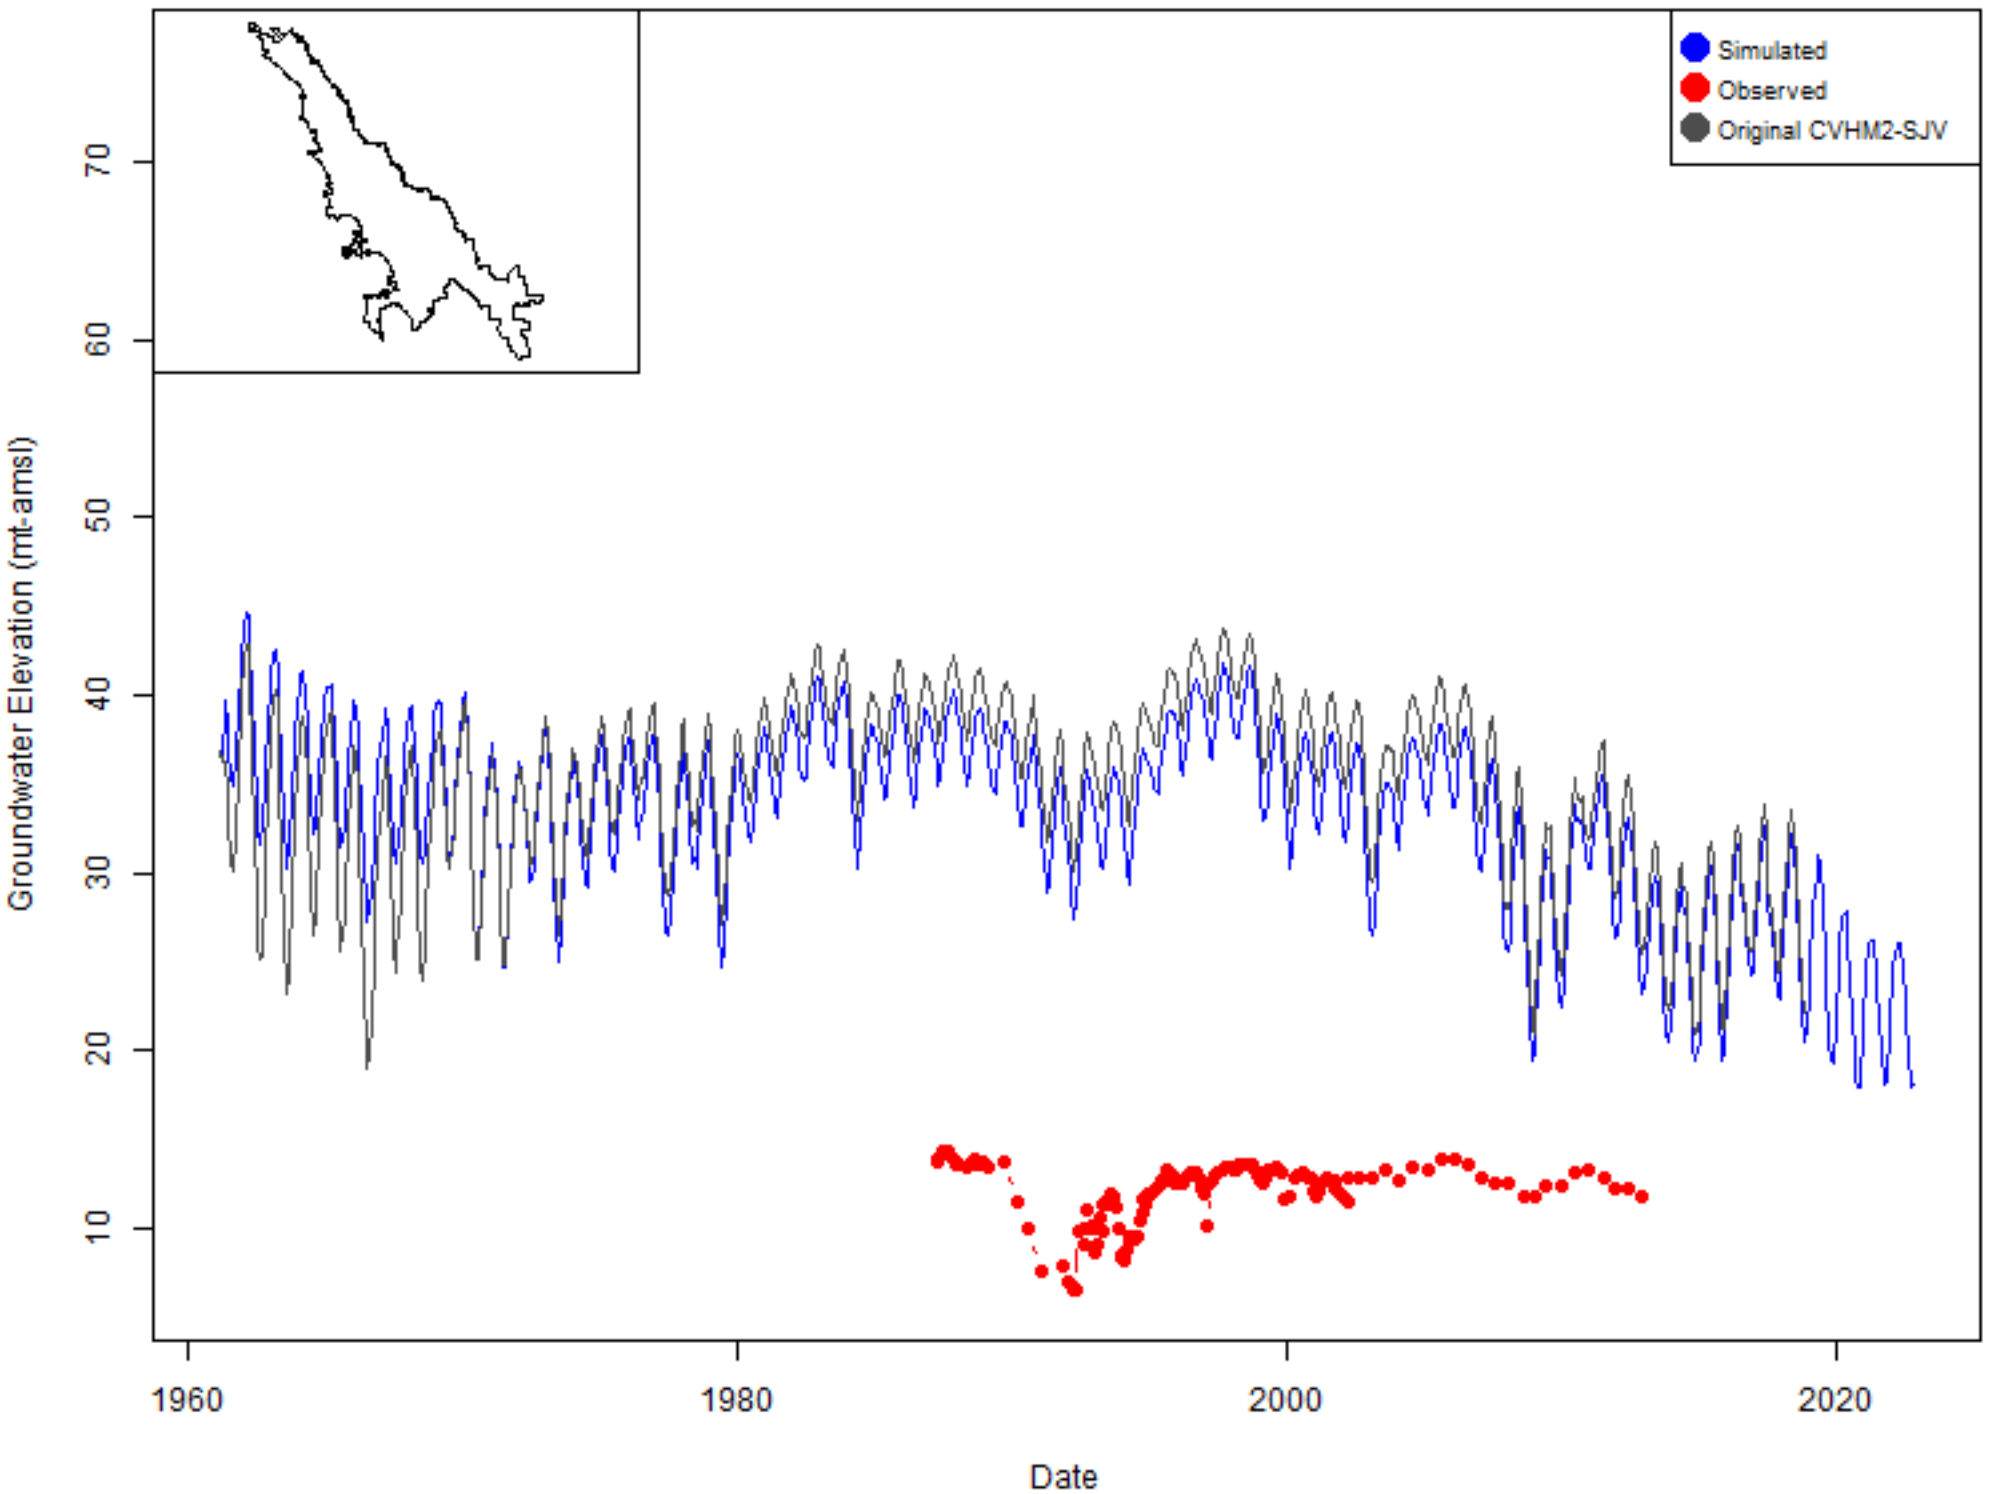 Simulated
Observed
Original CVHM2-SJV
Groundwater Elevation (mt-amsl)
70
60
50
40
30
20
10
1960 1980 2000 2020
Date